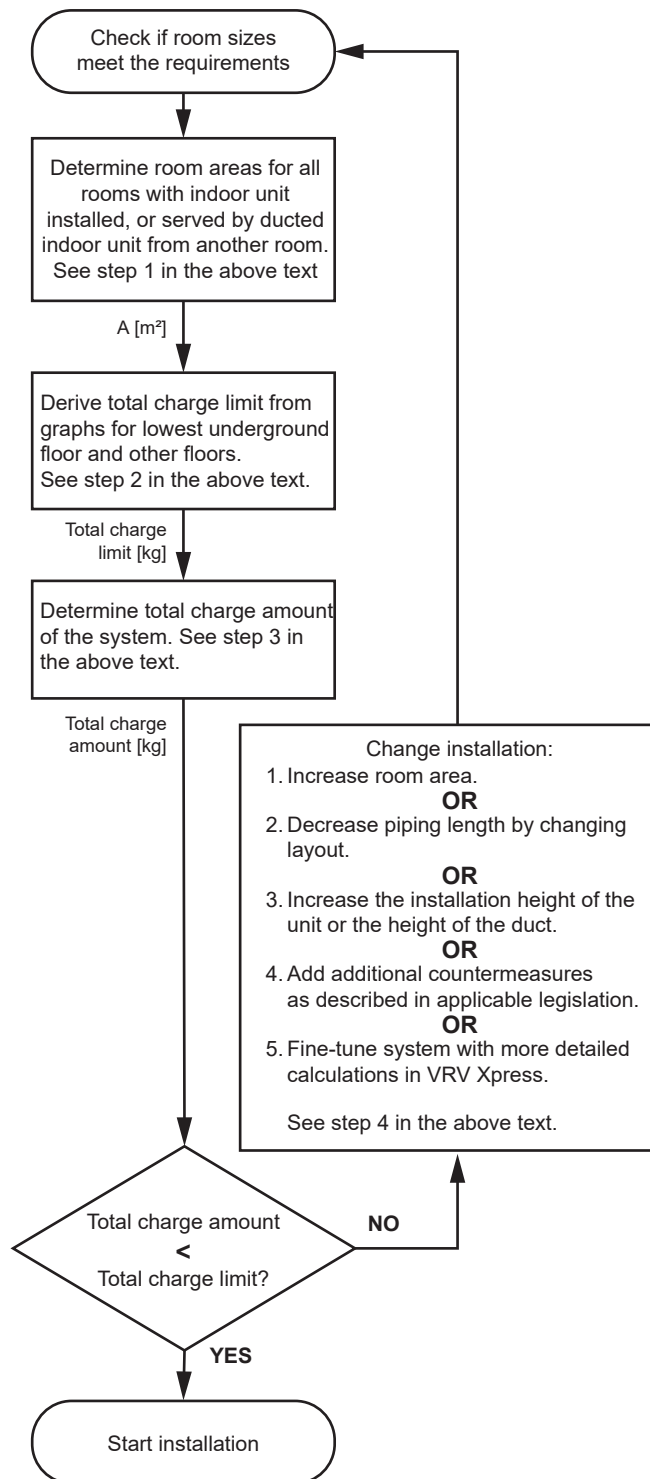 Check if room sizes
meet the requirements
Determine room areas for all
rooms with indoor unit
installed, or served by ducted
indoor unit from another room.
See step 1 in the above text
A [m²]
Derive total charge limit from
graphs for lowest underground
floor and other floors.
See step 2 in the above text.
Total charge
limit [kg]
Determine total charge amount
of the system. See step 3 in
the above text.
Total charge
amount [kg]
Change installation:
1. Increase room area.
OR
2. Decrease piping length by changing
layout.
OR
3. Increase the installation height of the
unit or the height of the duct.
OR
4. Add additional countermeasures
as described in applicable legislation.
OR
5. Fine-tune system with more detailed
calculations in VRV Xpress.
See step 4 in the above text.
Total charge amount
<
Total charge limit?
NO
YES
Start installation